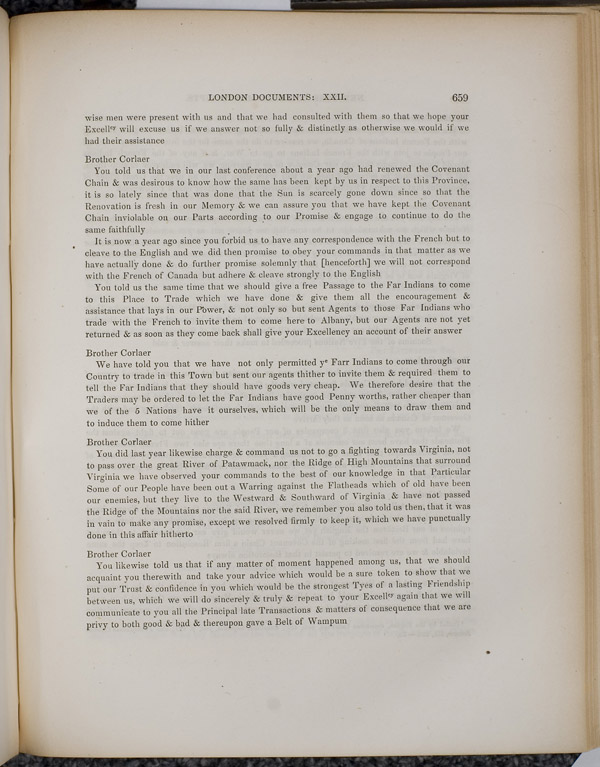 LONDON DOCUMENTS: XXII. 659
wise men were present with us and that we had consulted with them so that we hope your
Excellcy will excuse us if we answer not so fully & distinctly as otherwise we would if we
had their assistance
Brother Corlaer
You told us that we in our last conference about a year ago had renewed the Covenant
Chain & was desirous to know how the same has been kept by us in respect to this Province,
it is so lately since that was done that the Sun is scarcely gone down since so that the
Renovation is fresh in our Memory & we can assure you that we have kept the Covenant
Chain inviolable on our Parts according to our Promise & engage to continue to do the
same faithfully
It is now a year ago since you forbid us to have any correspondence with the French but to
cleave to the English and we did then promise to obey your commands in that matter as we
have actually done & do further promise solemnly that [henceforth] we will not correspond
with the French of Canada but adhere & cleave strongly to the English
You told us the same time that we should give a free Passage to the Far Indians to come
to this Place to Trade which we have done & give them all the encouragement &
assistance that lays in our Power, & not only so but sent Agents to those Far Indians who
trade with the French to invite them to come here to Albany, but our Agents are not yet
returned & as soon as they come back shall give your Excellency an account of their answer
Brother Corlaer
We have told you that we have not only permitted ye Farr Indians to come through our
Country to trade in this Town but sent our agents thither to invite them & required them to
tell the Far Indians that they should have goods very cheap. We therefore desire that the
Traders may be ordered to let the Far Indians have good Penny worths, rather cheaper than
we of the 5 Nations have it ourselves, which will be the only means to draw them and
to induce them to come hither
Brother Corlaer
You did last year likewise charge & command us not to go a fighting towards Virginia, not
to pass over the great River of Patawmack, nor the Ridge of High Mountains that surround
Virginia we have observed your commands to the best of our knowledge in that Particular
Some of our People have been out a Warring against the Flatheads which of old have been
our enemies, but they live to the Westward & Southward of Virginia & have not passed
the Ridge of the Mountains nor the said River, we remember you also told us then, that it was
in vain to make any promise, except we resolved firmly to keep it, which we have punctually
done in this affair hitherto
Brother Corlaer
You likewise told us that if any matter of moment happened among us, that we should
acquaint you therewith and take your advice which would be a sure token to show that we
put our Trust & confidence in you which would be the strongest Tyes of a lasting Friendship
between us, which we will do sincerely & truly & repeat to your Excellcy again that we will
communicate to you all the Principal late Transactions & matters of consequence that we are
privy to both good & bad & thereupon gave a Belt of Wampum